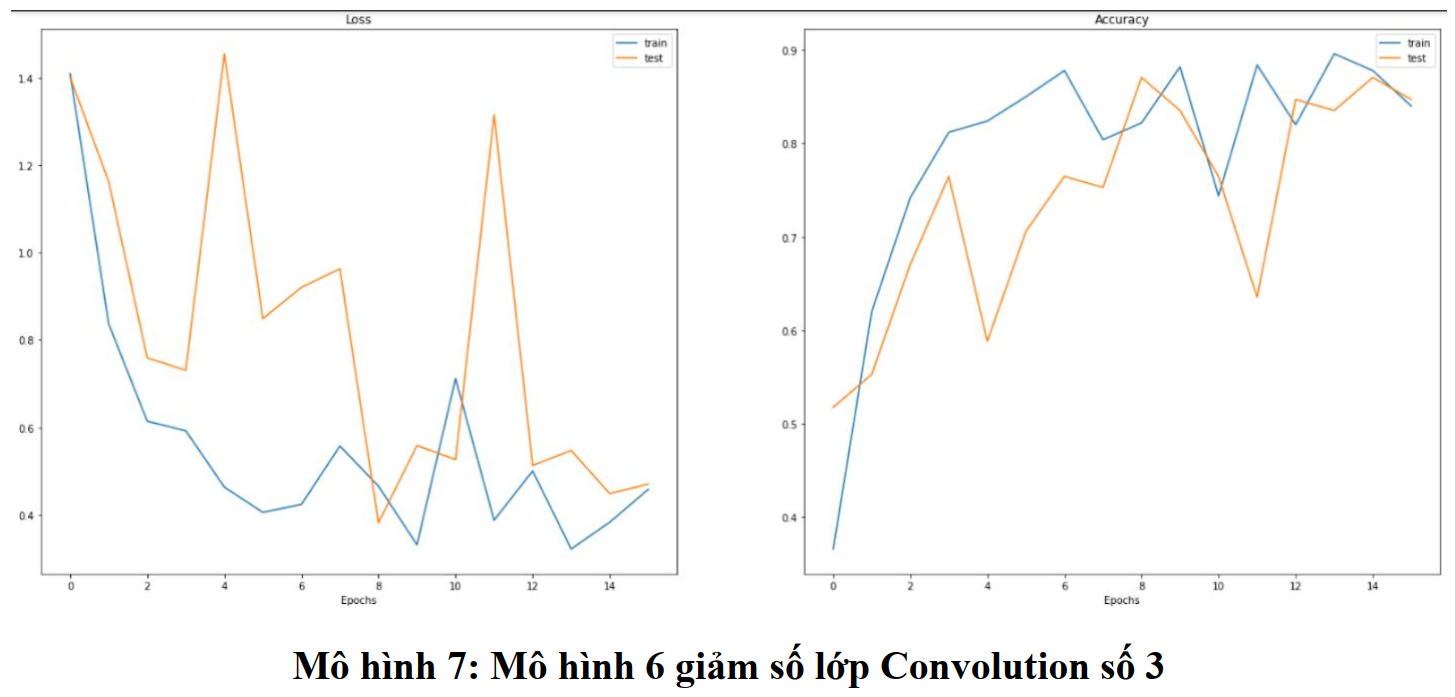 Loss
train
test
1.4
1.2
1.0
0.8
0.6
0.4
0 2 4 6 8 10 12 14
Epochs
Accuracy
train
test
0.9
0.8
0.7
0.6
0.5
0.4
0 2 4 6 8 10 12 14
Epochs
Mô hình 7: Mô hình 6 giảm số lớp Convolution số 3